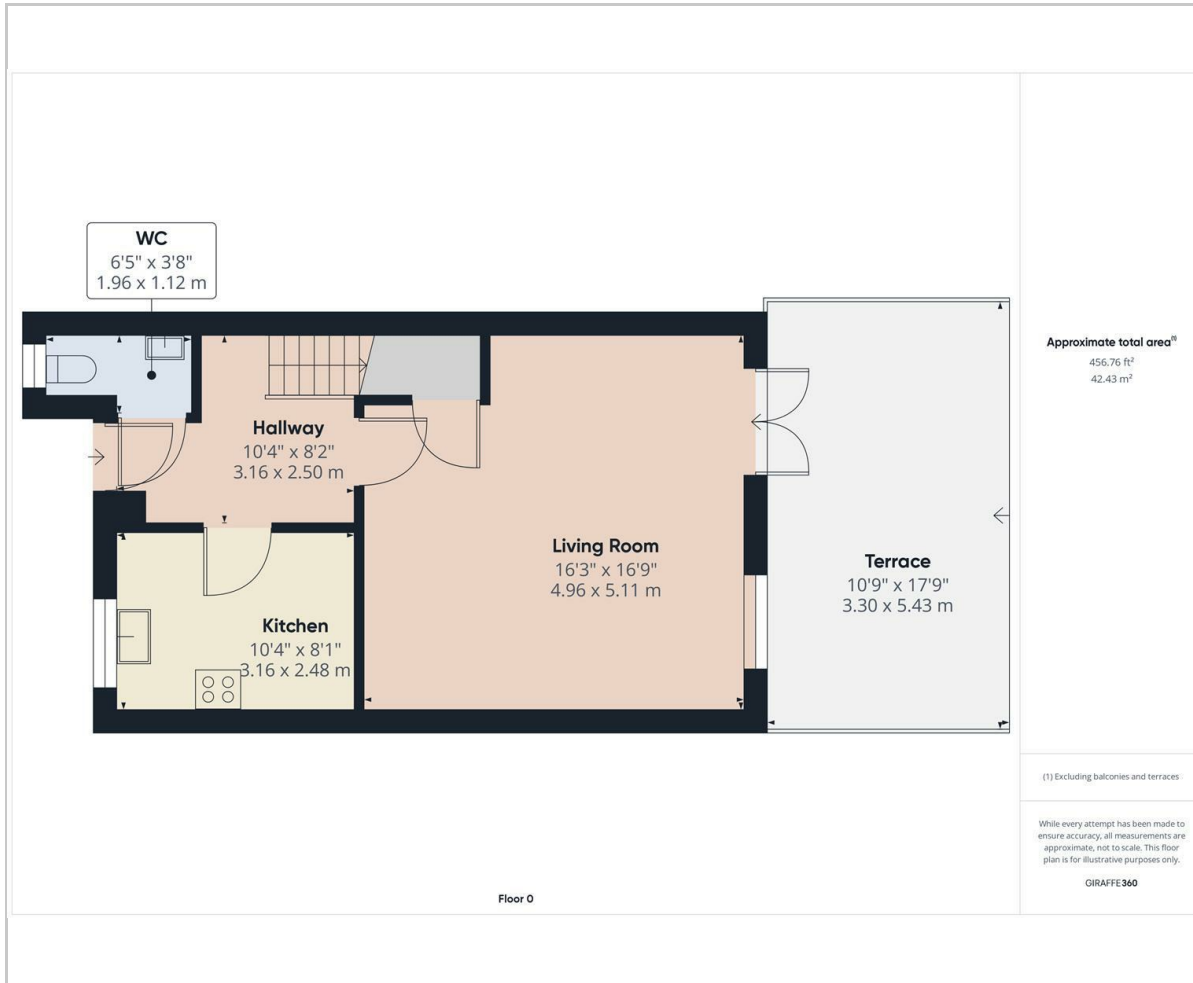 WC
6'5" x 3'8"
1.96 x 1.12 m
Hallway
10'4" x 8'2"
3.16 x 2.50 m
Living Room
16'3" x 16'9"
4.96 x 5.11 m
Kitchen
10'4" x 8'1"
3.16 x 2.48 m
Terrace
10'9" x 17'9"
3.30 x 5.43 m
Floor 0
Approximate total area(1)
456.76 ft²
42.43 m²
(1) Excluding balconies and terraces
While every attempt has been made to
ensure accuracy, all measurements are
approximate, not to scale. This floor
plan is for illustrative purposes only.
GIRAFFE360